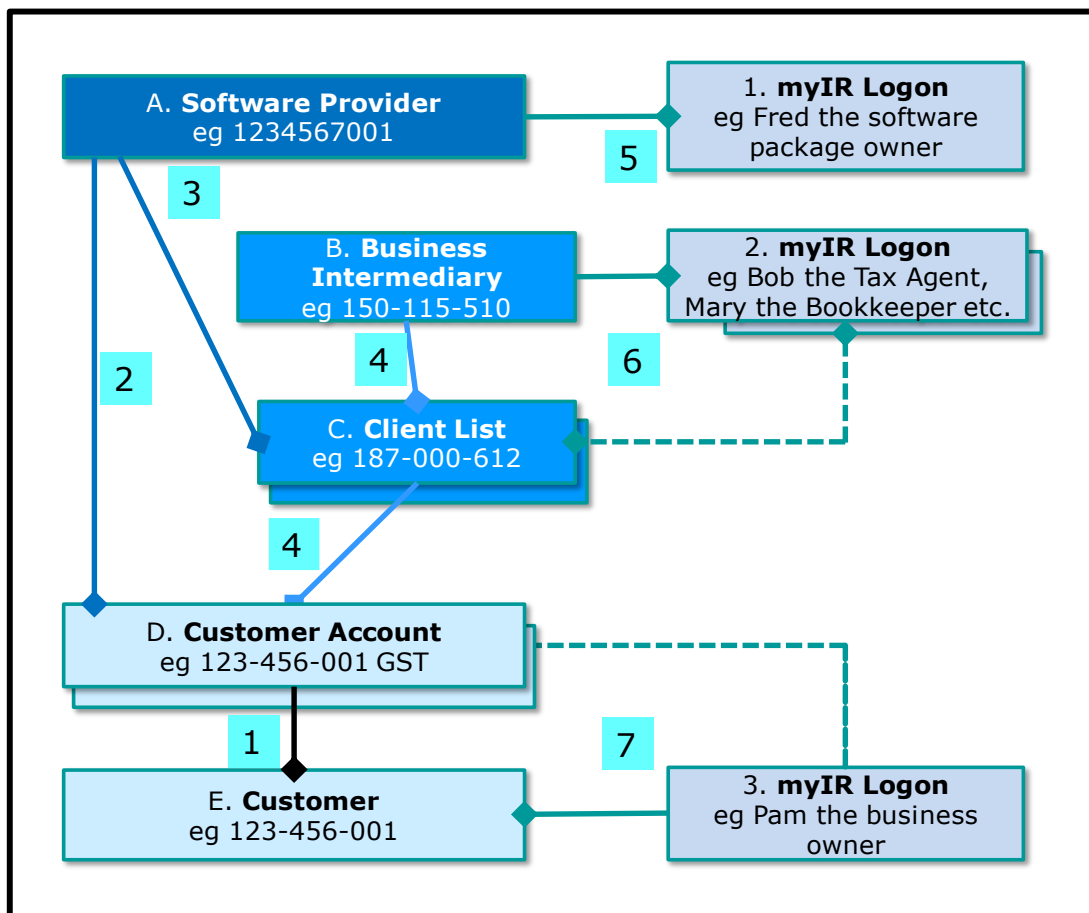 A. Software Provider
eg 1234567001
1. myIR Logon
eg Fred the software
package owner
5
3
B. Business
Intermediary
eg 150-115-510
2. myIR Logon
eg Bob the Tax Agent,
Mary the Bookkeeper etc.
4
6
2
C. Client List
eg 187-000-612
4
D. Customer Account
eg 123-456-001 GST
1
7
E. Customer
eg 123-456-001
3. myIR Logon
eg Pam the business
owner